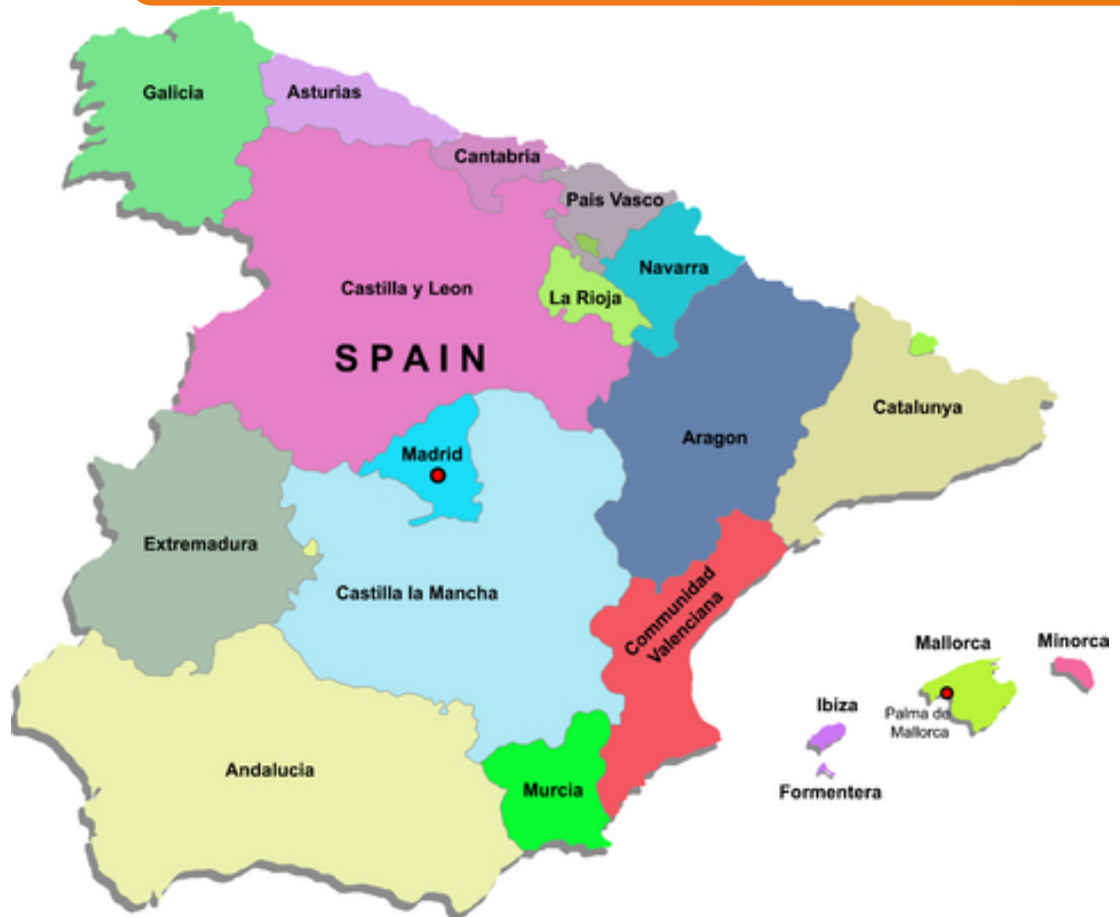 Galicia
Asturias
Cantabria
Pais Vasco
Navarra
La Rioja
Castilla y Leon
SPAIN
Catalunya
Aragon
Madrid
Extremadura
Castilla la Mancha
Communidad
Valenciana
Mallorca
Minorca
Ibiza
Palma de
Mallorca
Formentera
Andalucia
Murcia